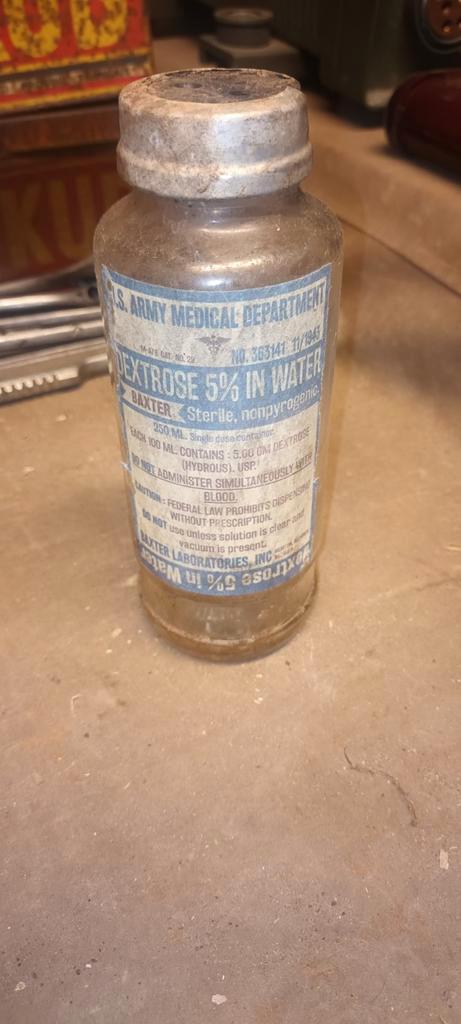 U.S. ARMY MEDICAL DEPARTMENT
NO. 363141 11/1943
DEXTROSE 5% IN WATER
BAXTER Sterile, nonpyrogenic.
250 ML. Single dose container.
EACH 100 ML. CONTAINS : 5.00 GM DEXTROSE
(HYDROUS). USP.
DO NOT ADMINISTER SIMULTANEOUSLY WITH
BLOOD.
CAUTION : FEDERAL LAW PROHIBITS DISPENSING
WITHOUT PRESCRIPTION.
DO NOT use unless solution is clear and
vacuum is present.
BAXTER LABORATORIES, INC
Dextrose 5% in Water
KU